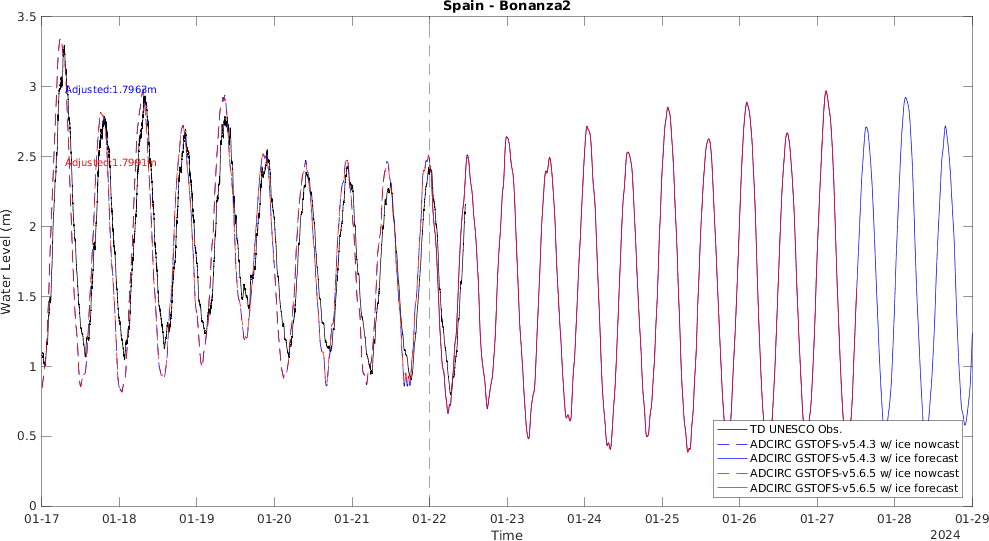 Spain - Bonanza2
3.5
3
2.5
2
1.5
1
0.5
0
Water Level (m)
Adjusted:1.7963m
Adjusted:1.7991m
TD UNESCO Obs.
ADCIRC GSTOFS-v5.4.3 w/ ice nowcast
ADCIRC GSTOFS-v5.4.3 w/ ice forecast
ADCIRC GSTOFS-v5.6.5 w/ ice nowcast
ADCIRC GSTOFS-v5.6.5 w/ ice forecast
01-17 01-18 01-19 01-20 01-21 01-22 01-23 01-24 01-25 01-26 01-27 01-28 01-29
Time
2024